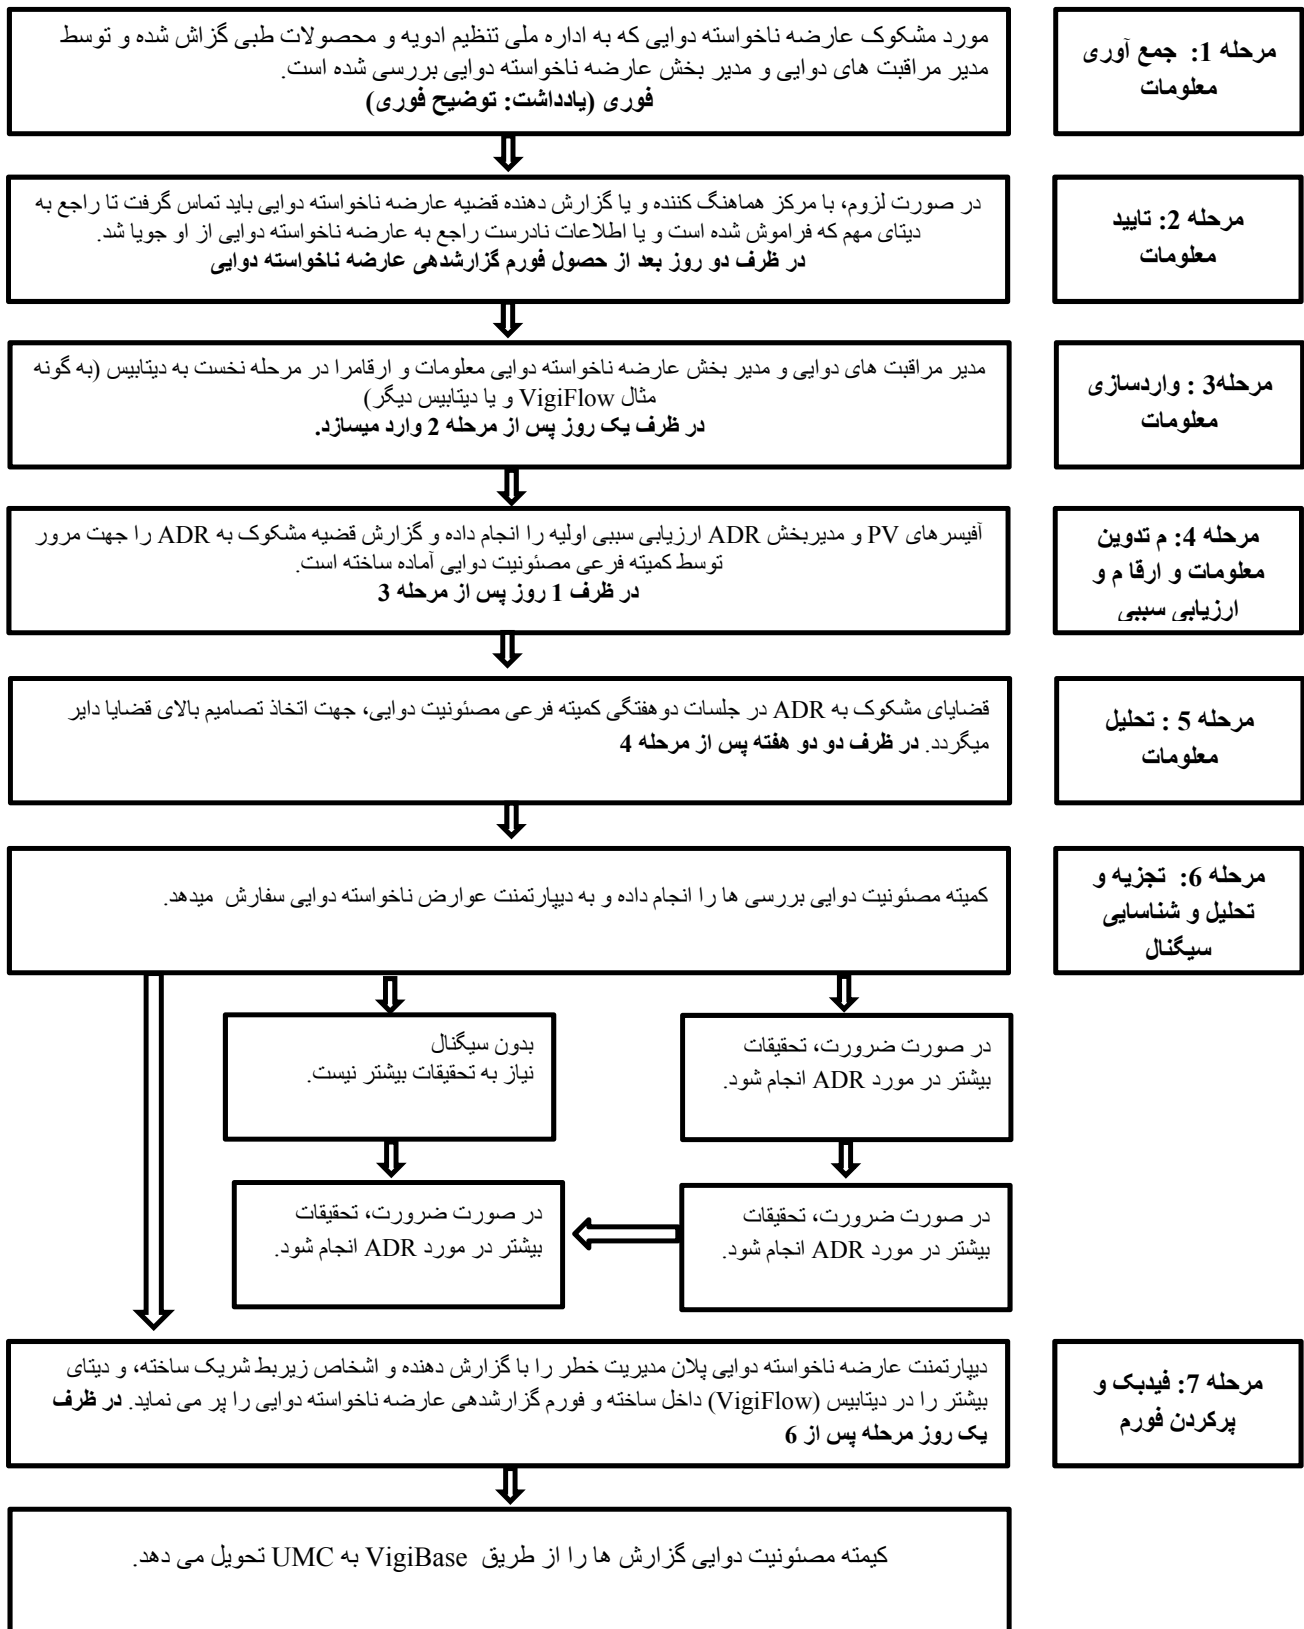 مرحله 1: جمع آوری
معلومات
مورد مشکوک عارضه ناخواسته دوایی که به اداره ملی تنظیم ادویه و محصولات طبی گزاش شده و توسط
مدیر مراقبت های دوایی و مدیر بخش عارضه ناخواسته دوایی بررسی شده است.
فوری (یادداشت: توضیح فوری)
مرحله 2: تایید
معلومات
در صورت لزوم، با مرکز هماهنگ کننده و یا گزارش دهنده قضیه عارضه ناخواسته دوایی باید تماس گرفت تا راجع به
دیتای مهم که فراموش شده است و یا اطلاعات نادرست راجع به عارضه ناخواسته دوایی از او جویا شد.
در ظرف دو روز بعد از حصول فورم گزارشدهی عارضه ناخواسته دوایی
مرحله3 : واردسازی
معلومات
مدیر مراقبت های دوایی و مدیر بخش عارضه ناخواسته دوایی معلومات و ارقامرا در مرحله نخست به دیتابیس (به گونه
مثال VigiFlow و یا دیتابیس دیگر)
در ظرف یک روز پس از مرحله 2 وارد میسازد.
مرحله 4: م تدوین
معلومات و ارقا م و
ارزیابی سببی
آفیسرهای PV و مدیربخش ADR ارزیابی سببی اولیه را انجام داده و گزارش قضیه مشکوک به ADR را جهت مرور
توسط کمیته فرعی مصئونیت دوایی آماده ساخته است.
در ظرف 1 روز پس از مرحله 3
مرحله 5 : تحلیل
معلومات
قضایای مشکوک به ADR در جلسات دوهفتگی کمیته فرعی مصئونیت دوایی، جهت اتخاذ تصامیم بالای قضایا دایر
میگردد. در ظرف دو دو هفته پس از مرحله 4
مرحله 6: تجزیه و
تحلیل و شناسایی
سیگنال
کمیته مصئونیت دوایی بررسی ها را انجام داده و به دیپارتمنت عوارض ناخواسته دوایی سفارش میدهد.
در صورت ضرورت، تحقیقات
بیشتر در مورد ADR انجام شود.
بدون سیگنال
نیاز به تحقیقات بیشتر نیست.
در صورت ضرورت، تحقیقات
بیشتر در مورد ADR انجام شود.
در صورت ضرورت، تحقیقات
بیشتر در مورد ADR انجام شود.
مرحله 7: فیدبک و
پرکردن فورم
دیپارتمنت عارضه ناخواسته دوایی پلان مدیریت خطر را با گزارش دهنده و اشخاص زیربط شریک ساخته، و دیتای
بیشتر را در دیتابیس (VigiFlow) داخل ساخته و فورم گزارشدهی عارضه ناخواسته دوایی را پر می نماید. در ظرف
یک روز مرحله پس از 6
کیمته مصئونیت دوایی گزارش ها را از طریق VigiBase به UMC تحویل می دهد.